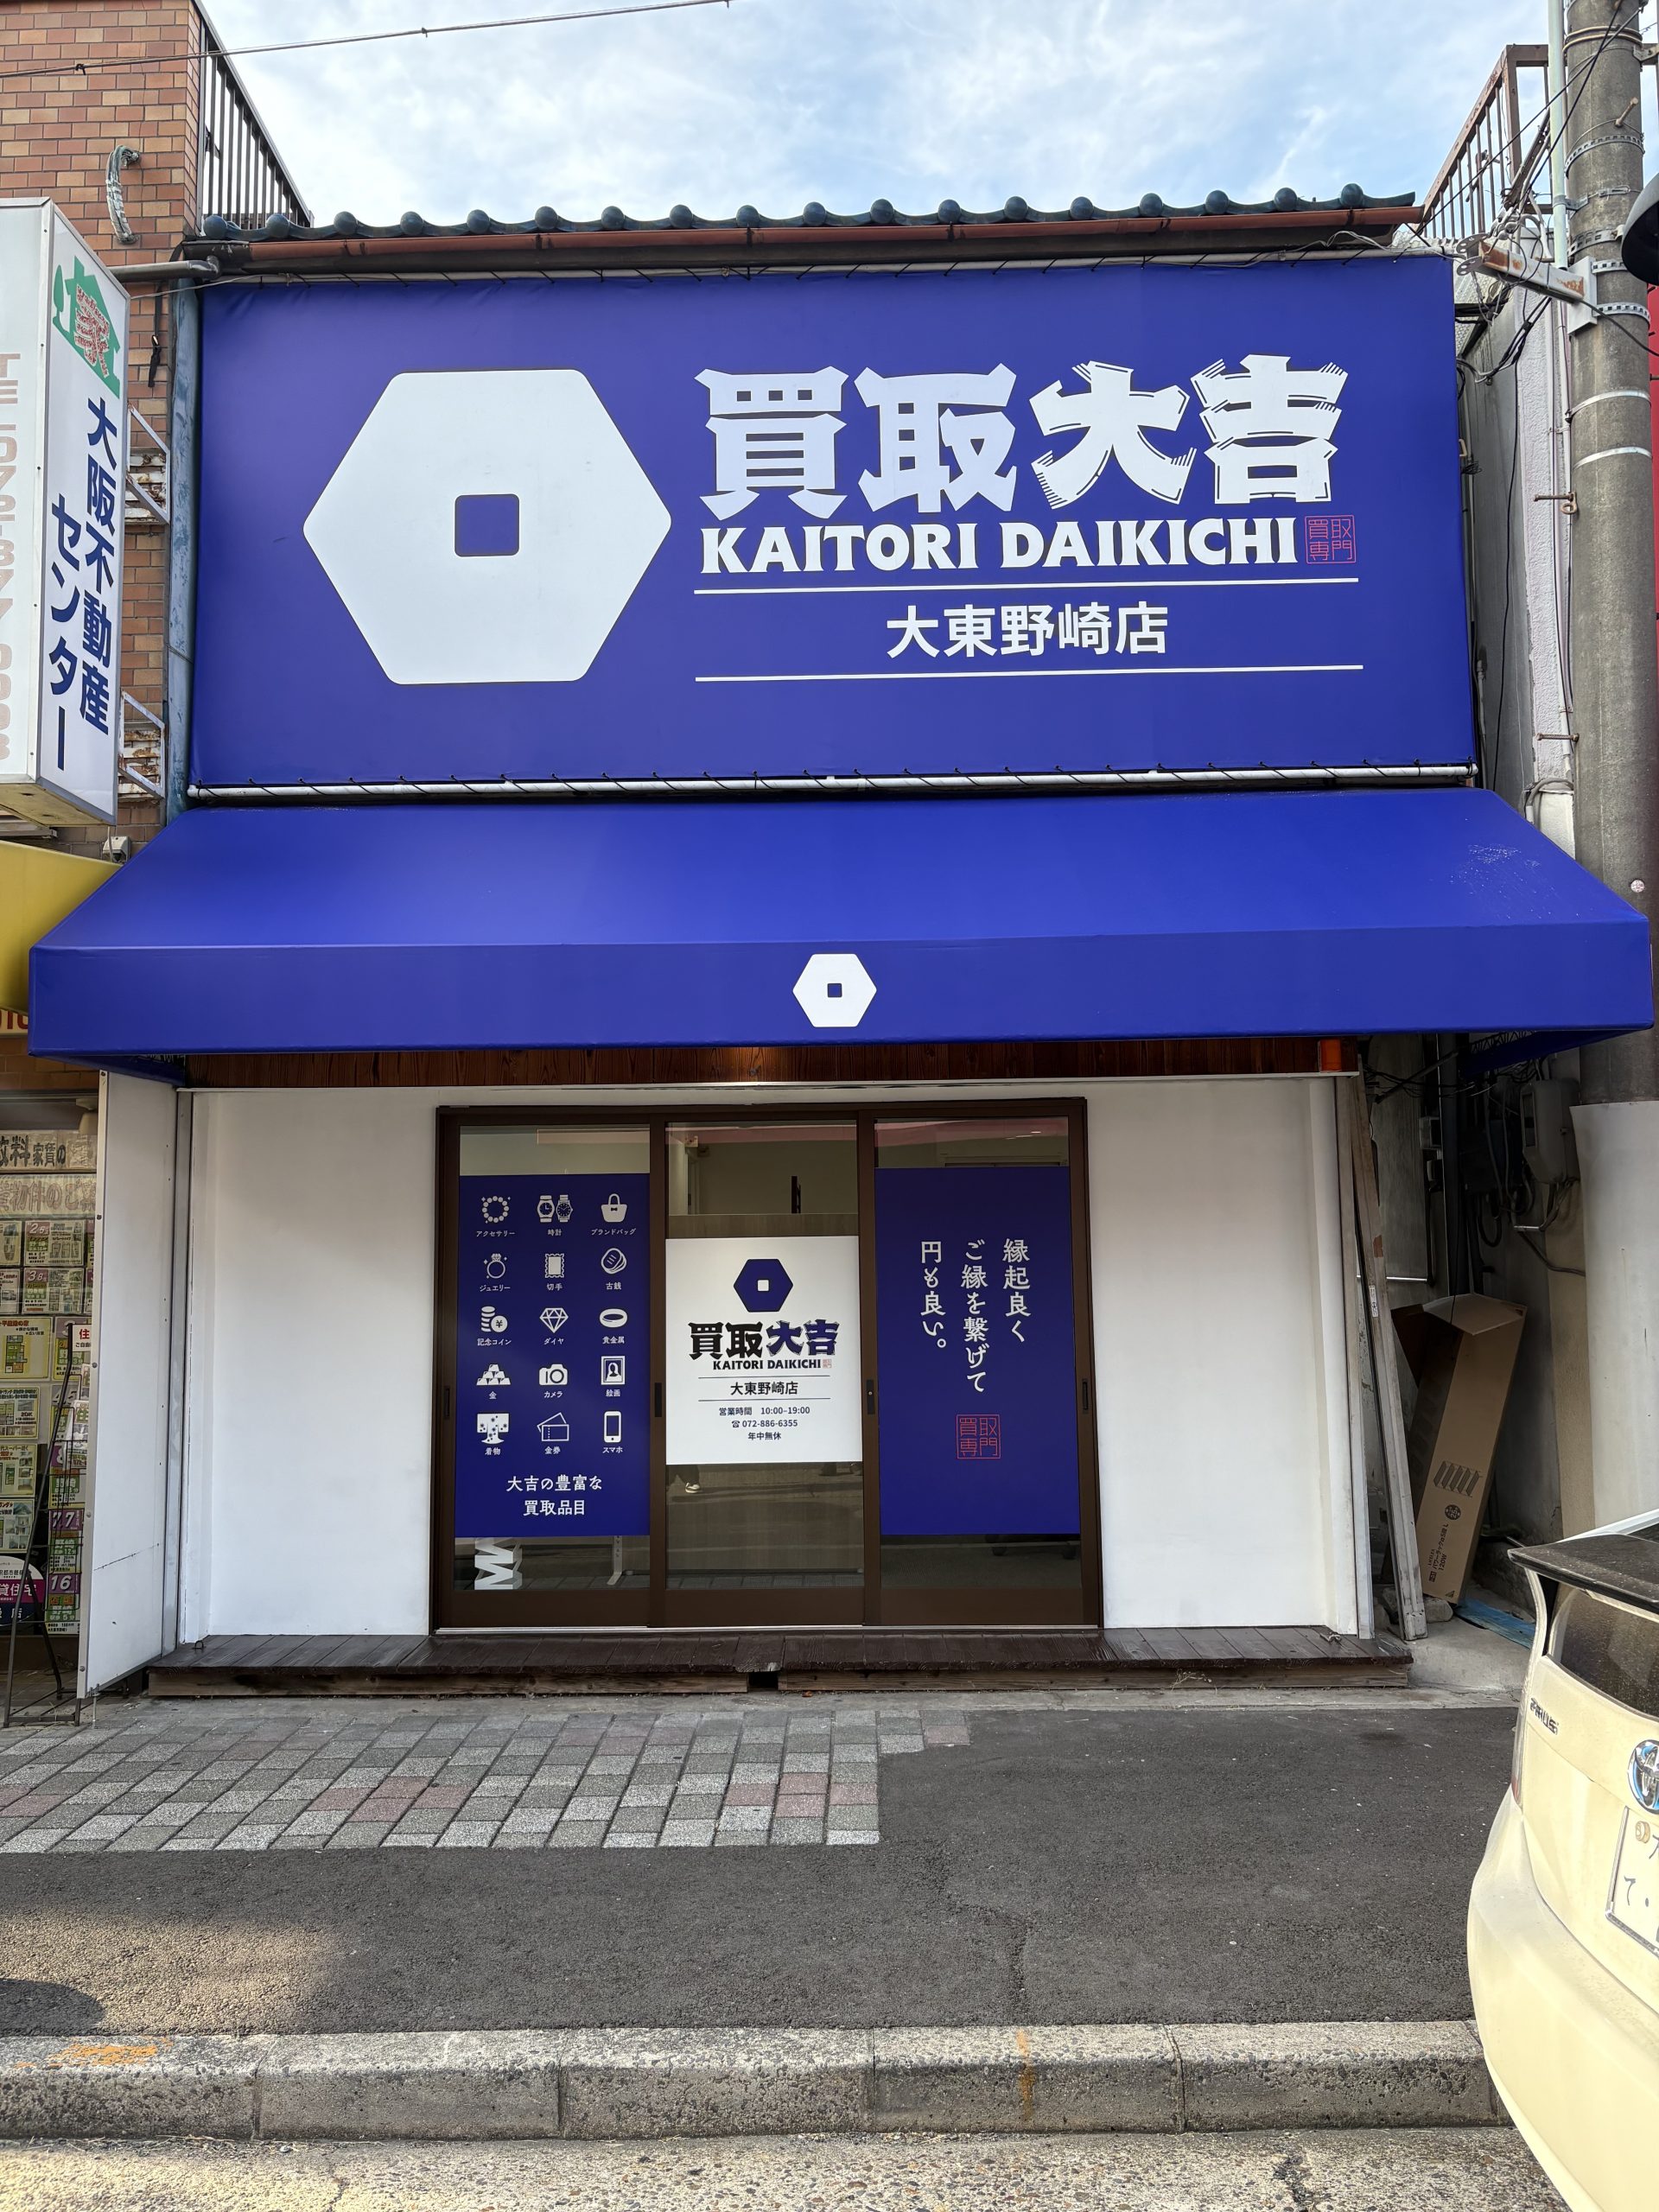 買取大吉
KAITORI DAIKICHI
買取
専門
大東野崎店
大阪不動産
センター
アクセサリー
時計
ブランドバッグ
ジュエリー
切手
古銭
記念コイン
ダイヤ
貴金属
金
カメラ
絵画
着物
金券
スマホ
大吉の豊富な
買取品目
買取大吉
KAITORI DAIKICHI
大東野崎店
営業時間 10:00–19:00
☎ 072-886-6355
年中無休
縁起良く
ご縁を繋げて
円も良い。
買取
専門
PRIUS